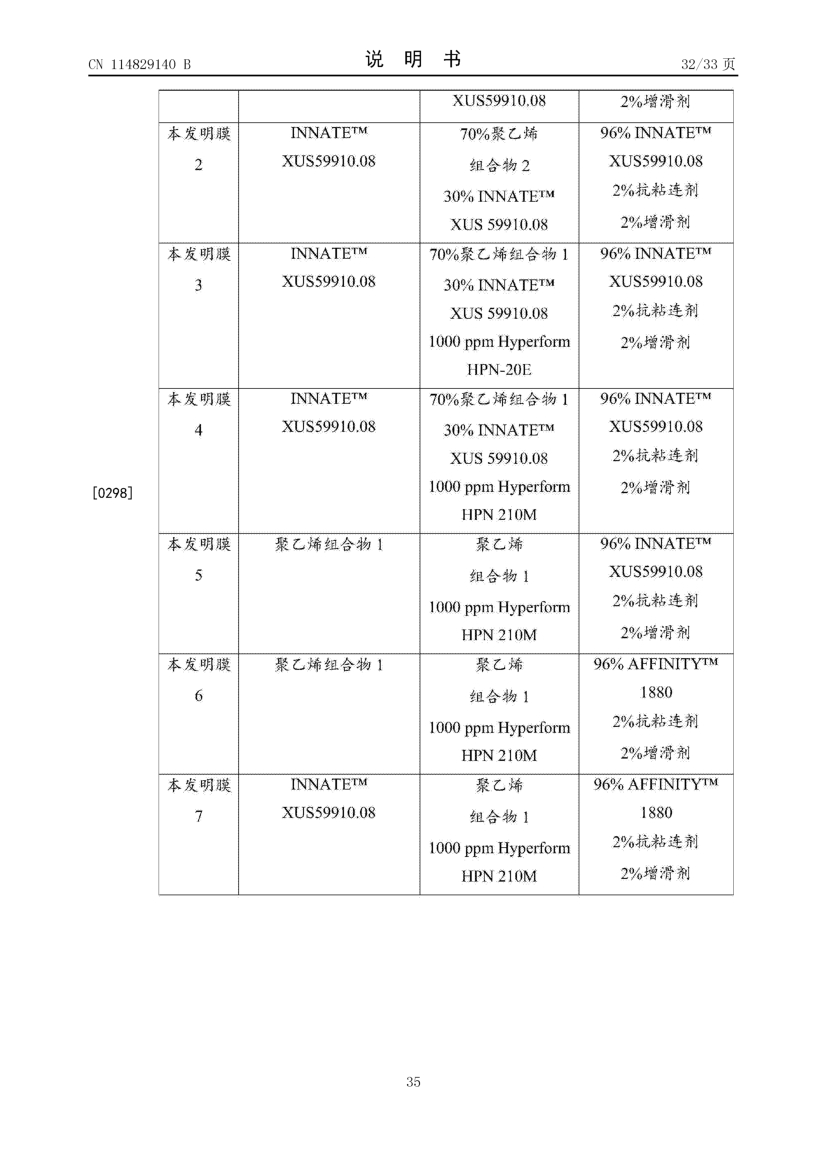 CN 114829140 B
说 明 书
32/33 页
XUS59910.08
2%增滑剂
本发明膜
2
INNATE™
XUS59910.08
70%聚乙烯
组合物 2
30% INNATE™
XUS 59910.08
96% INNATE™
XUS59910.08
2%抗粘连剂
2%增滑剂
本发明膜
3
INNATE™
XUS59910.08
70%聚乙烯组合物 1
30% INNATE™
XUS 59910.08
1000 ppm Hyperform
HPN-20E
96% INNATE™
XUS59910.08
2%抗粘连剂
2%增滑剂
[0298]
本发明膜
4
INNATE™
XUS59910.08
70%聚乙烯组合物 1
30% INNATE™
XUS 59910.08
1000 ppm Hyperform
HPN 210M
96% INNATE™
XUS59910.08
2%抗粘连剂
2%增滑剂
本发明膜
5
聚乙烯组合物 1
聚乙烯
组合物 1
1000 ppm Hyperform
HPN 210M
96% INNATE™
XUS59910.08
2%抗粘连剂
2%增滑剂
本发明膜
6
聚乙烯组合物 1
聚乙烯
组合物 1
1000 ppm Hyperform
HPN 210M
96% AFFINITY™
1880
2%抗粘连剂
2%增滑剂
本发明膜
7
INNATE™
XUS59910.08
聚乙烯
组合物 1
1000 ppm Hyperform
HPN 210M
96% AFFINITY™
1880
2%抗粘连剂
2%增滑剂
35